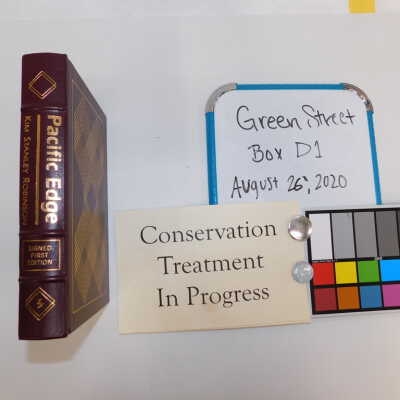 Pacific Edge
KIM STANLEY ROBINSON
SIGNED
FIRST
EDITION
Green Street
Box D1
August 26, 2020
Conservation
Treatment
In Progress